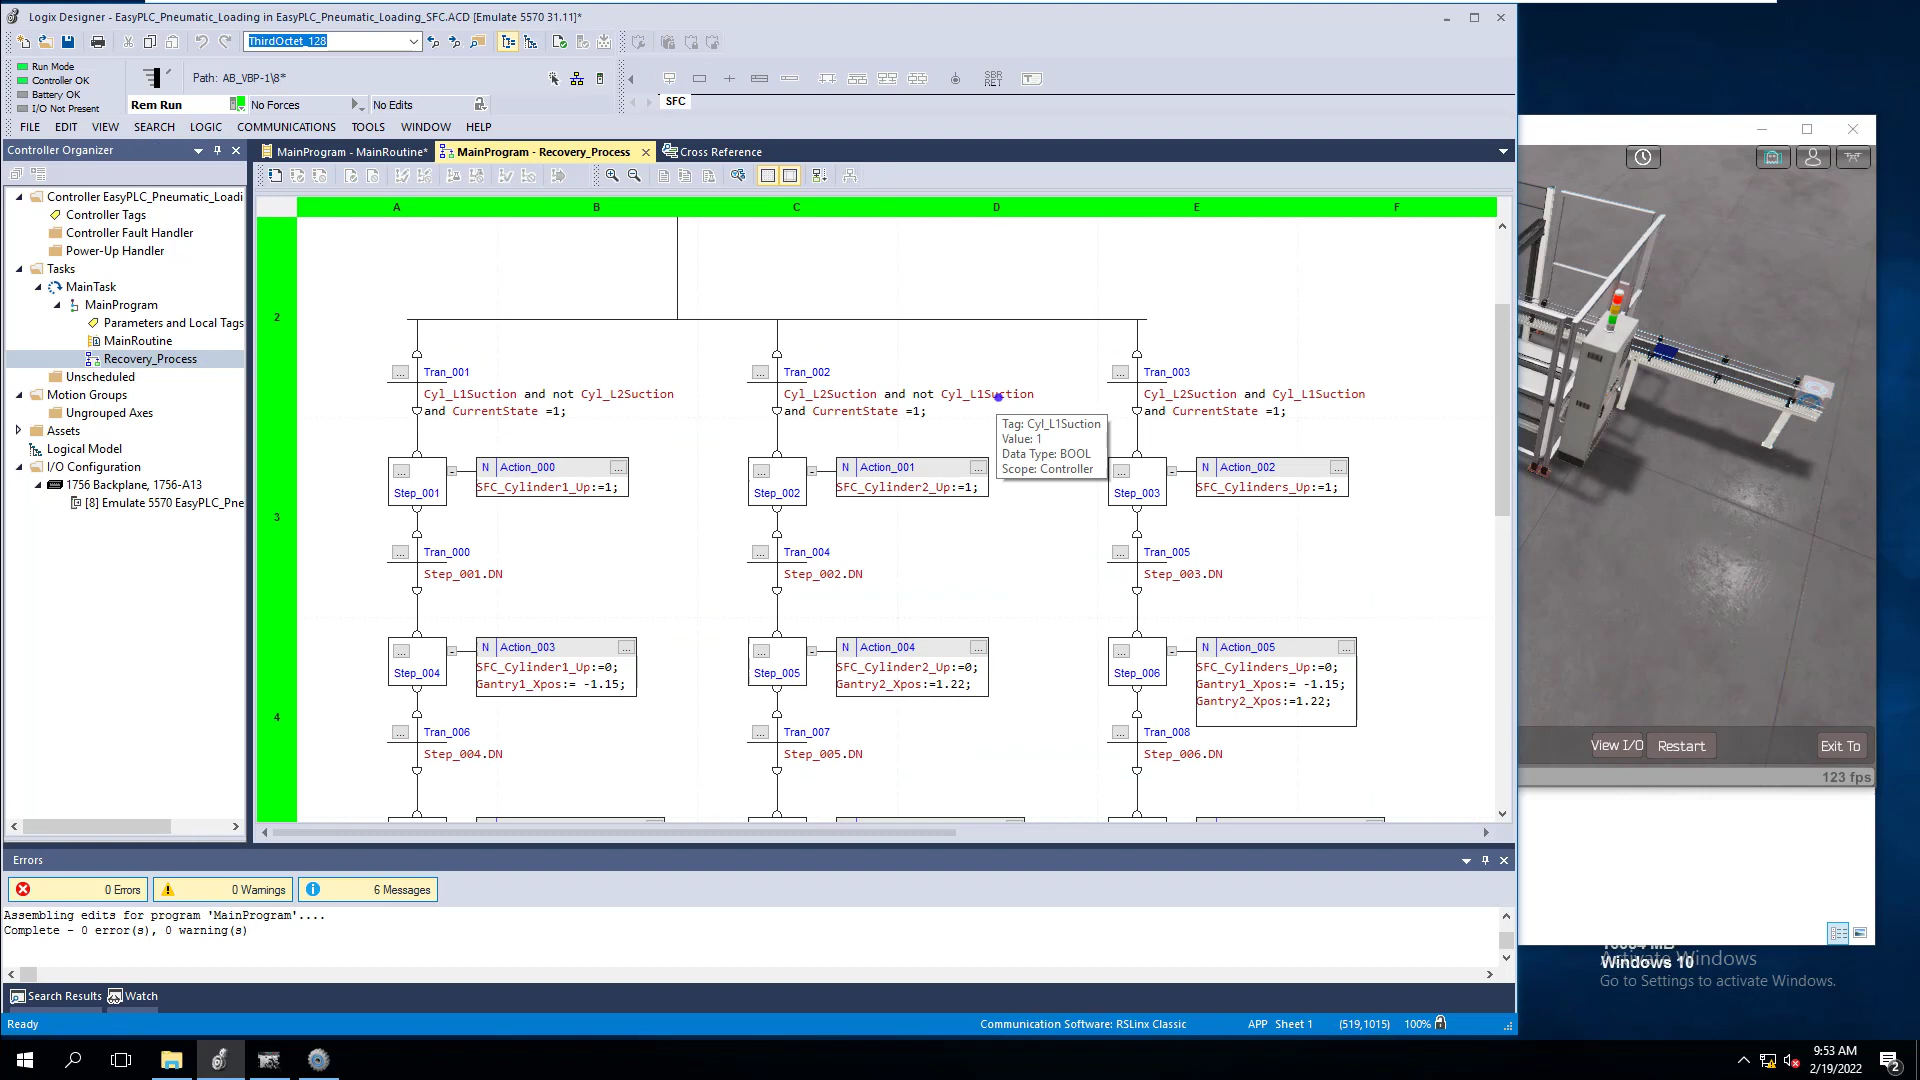 Logix Designer - EasyPLC_Pneumatic_Loading in EasyPLC_Pneumatic_Loading_SFC.ACD [Emulate 5570 31.11]*
ThirdOctet_128
Run Mode
Controller OK
Battery OK
I/O Not Present
Path: AB_VBP-1\8*
Rem Run
No Forces
No Edits
SBR
RET
SFC
FILE EDIT VIEW SEARCH LOGIC COMMUNICATIONS TOOLS WINDOW HELP
Controller Organizer
MainProgram - MainRoutine*
MainProgram - Recovery_Process
Cross Reference
Controller EasyPLC_Pneumatic_Loadi
Controller Tags
Controller Fault Handler
Power-Up Handler
Tasks
MainTask
MainProgram
Parameters and Local Tags
MainRoutine
Recovery_Process
Unscheduled
Motion Groups
Ungrouped Axes
Assets
Logical Model
I/O Configuration
1756 Backplane, 1756-A13
[8] Emulate 5570 EasyPLC_Pne
A B C D E F
2
3
4
Tran_001
Cyl_L1Suction and not Cyl_L2Suction
and CurrentState =1;
Tran_002
Cyl_L2Suction and not Cyl_L1Suction
and CurrentState =1;
Tran_003
Cyl_L2Suction and Cyl_L1Suction
and CurrentState =1;
Tag: Cyl_L1Suction
Value: 1
Data Type: BOOL
Scope: Controller
Step_001
N Action_000
SFC_Cylinder1_Up:=1;
Step_002
N Action_001
SFC_Cylinder2_Up:=1;
Step_003
N Action_002
SFC_Cylinders_Up:=1;
Tran_000
Step_001.DN
Tran_004
Step_002.DN
Tran_005
Step_003.DN
Step_004
N Action_003
SFC_Cylinder1_Up:=0;
Gantry1_Xpos:= -1.15;
Step_005
N Action_004
SFC_Cylinder2_Up:=0;
Gantry2_Xpos:=1.22;
Step_006
N Action_005
SFC_Cylinders_Up:=0;
Gantry1_Xpos:= -1.15;
Gantry2_Xpos:=1.22;
Tran_006
Step_004.DN
Tran_007
Step_005.DN
Tran_008
Step_006.DN
View I/O
Restart
Exit To
123 fps
Errors
0 Errors
0 Warnings
6 Messages
Assembling edits for program 'MainProgram'....
Complete - 0 error(s), 0 warning(s)
Search Results
Watch
Ready
Communication Software: RSLinx Classic
APP Sheet 1
(519,1015)
100%
Windows 10
Activate Windows
Go to Settings to activate Windows.
9:53 AM
2/19/2022
2